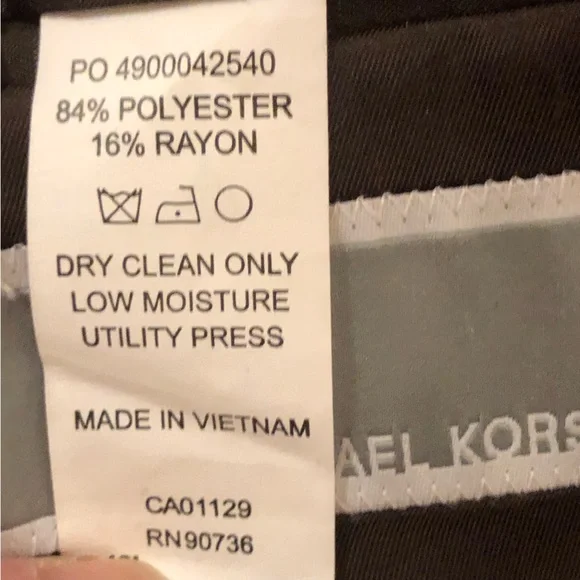 PO 4900042540
84% POLYESTER
16% RAYON
DRY CLEAN ONLY
LOW MOISTURE
UTILITY PRESS
MADE IN VIETNAM
AEL KORS
CA01129
RN90736